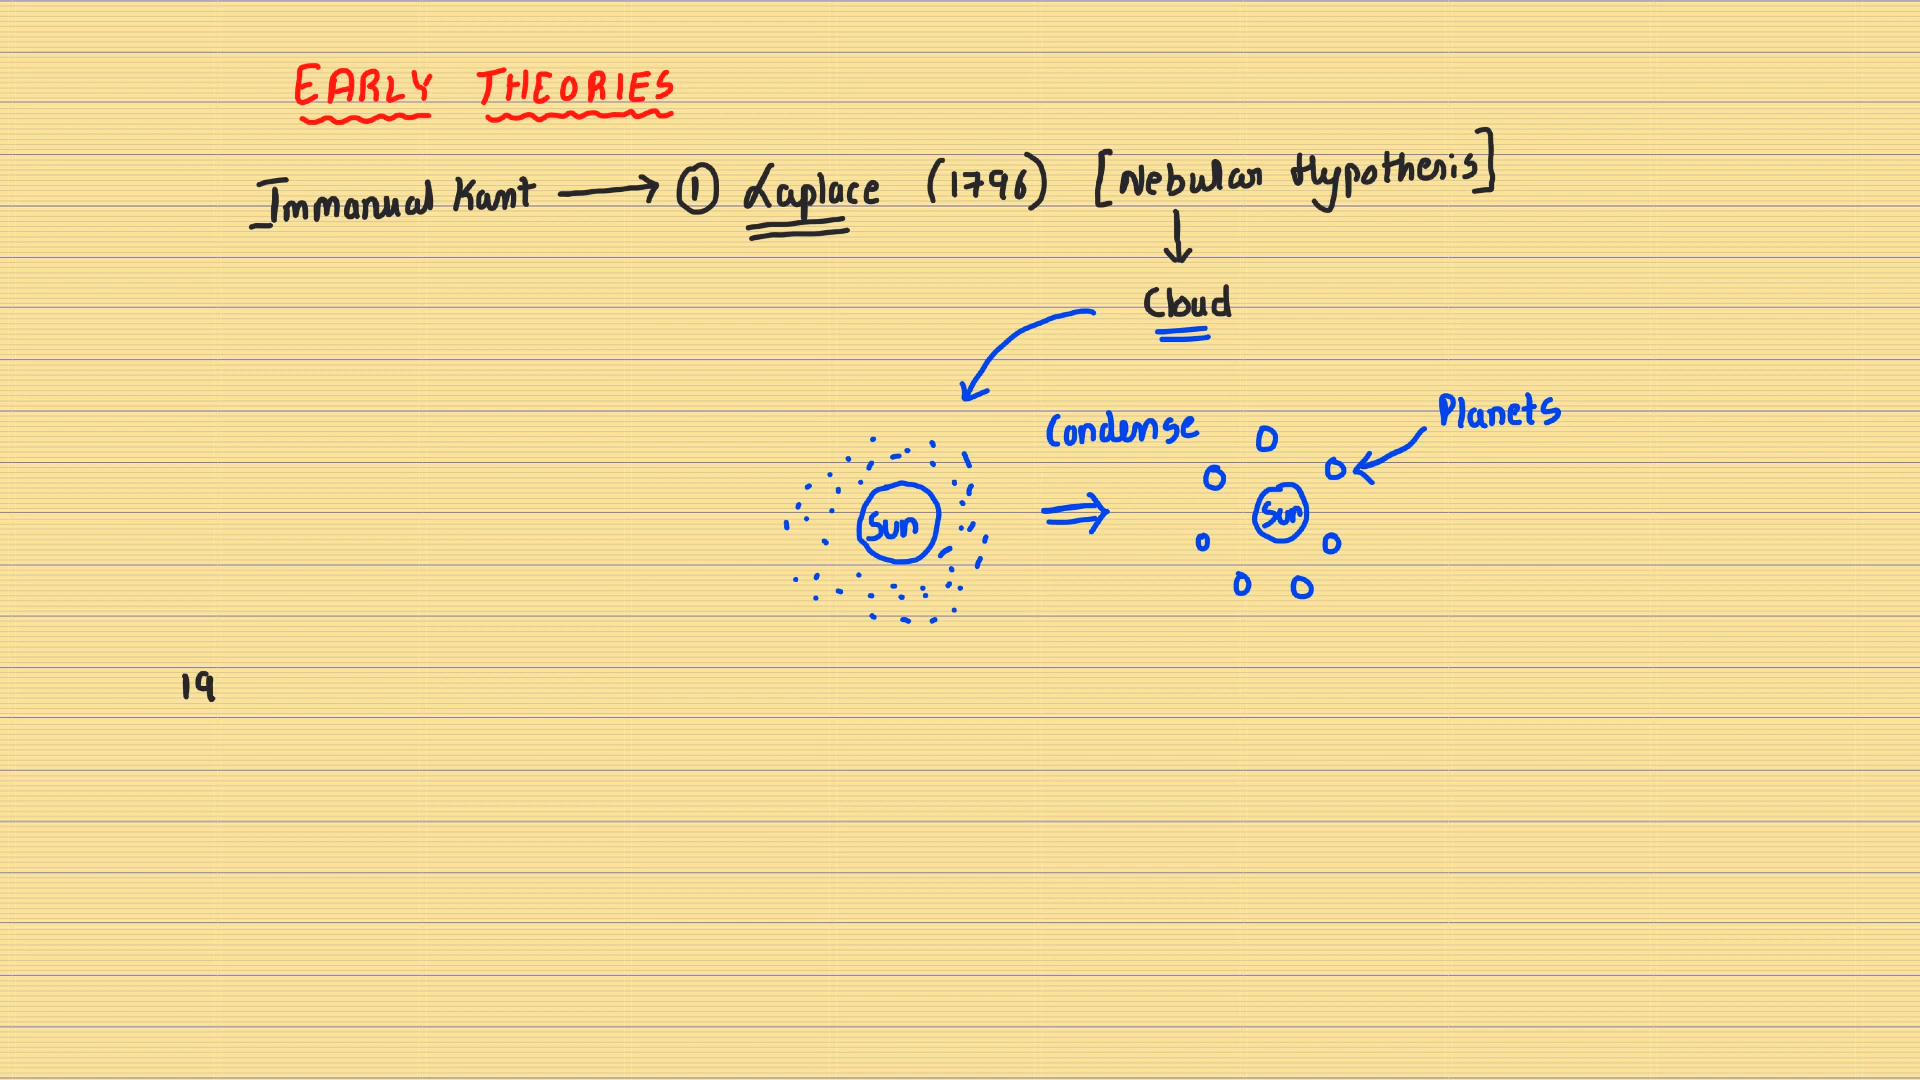 EARLY THEORIES
Immanual Kant → ① Laplace (1796) [Nebular Hypothesis]
Cloud
Planets
Condense
Sun
Sun
19